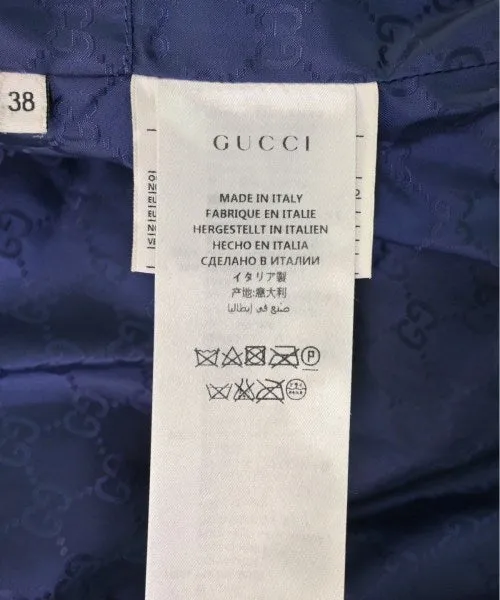 38
GUCCI
MADE IN ITALY
FABRIQUE EN ITALIE
HERGESTELLT IN ITALIEN
HECHO EN ITALIA
СДЕЛАНО В ИТАЛИИ
イタリア製
产地:意大利
صنع في إيطاليا
P